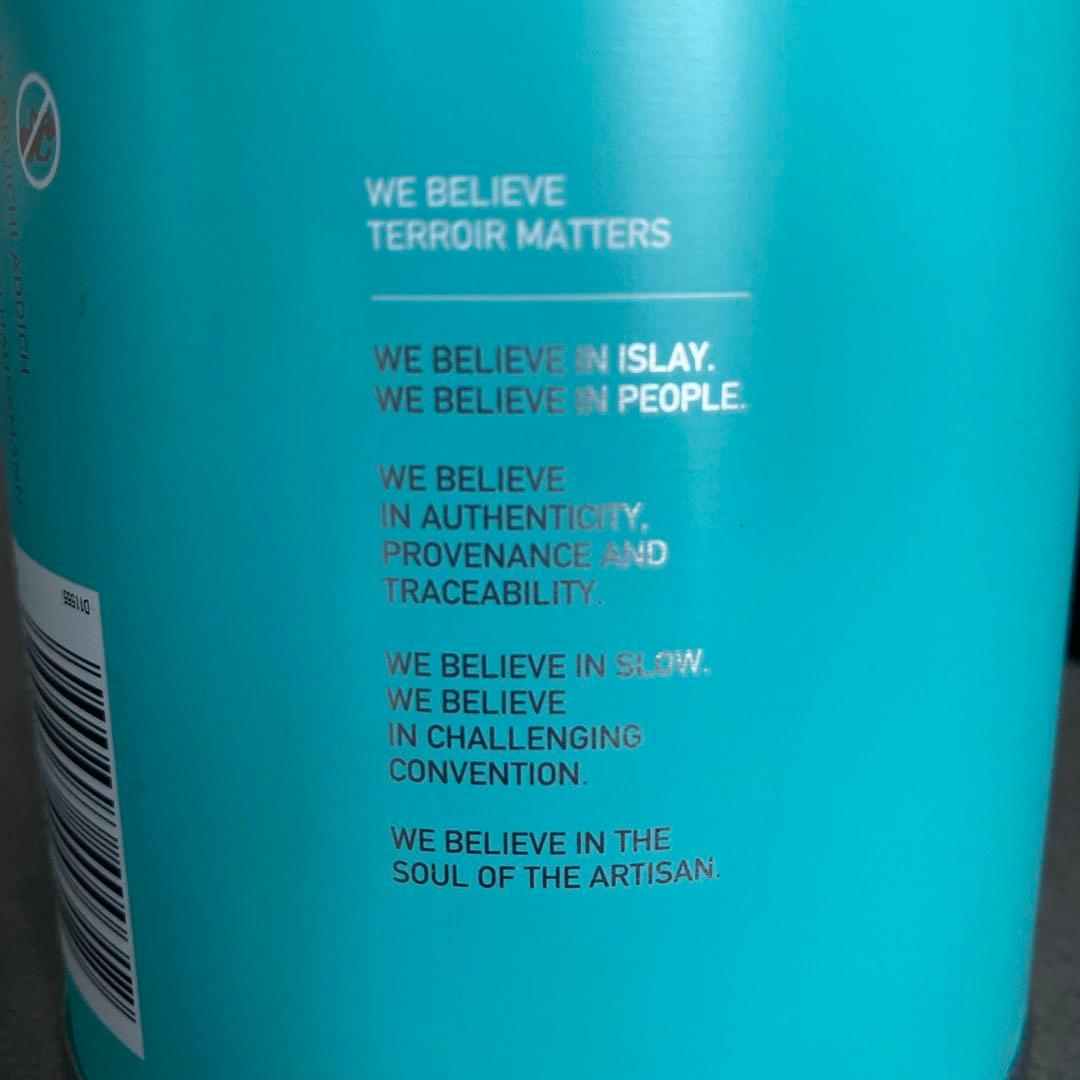 WE BELIEVE
TERROIR MATTERS
WE BELIEVE IN ISLAY.
WE BELIEVE IN PEOPLE.
WE BELIEVE
IN AUTHENTICITY,
PROVENANCE AND
TRACEABILITY.
WE BELIEVE IN SLOW.
WE BELIEVE
IN CHALLENGING
CONVENTION.
WE BELIEVE IN THE
SOUL OF THE ARTISAN.
D11555